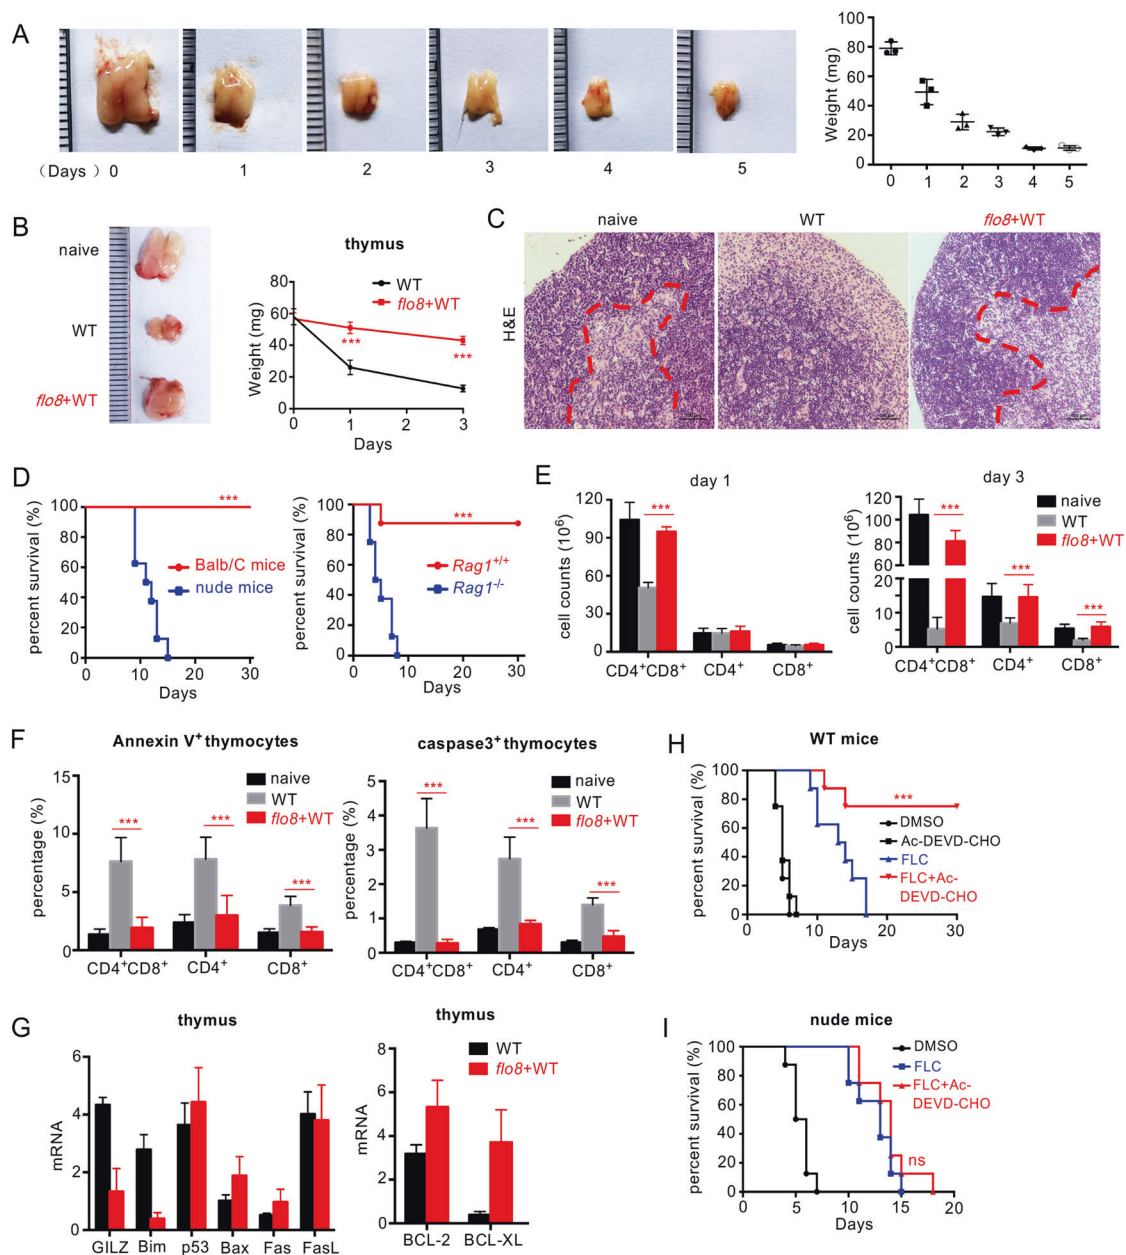 A
(Days) 0 1 2 3 4 5
Weight (mg)
100
80
60
40
20
0
0 1 2 3 4 5
B
naive
WT
flo8+WT
thymus
WT
flo8+WT
Weight (mg)
80
60
40
20
0
***
***
0 1 2 3
Days
C
naive WT flo8+WT
H&E
D
percent survival (%)
100
80
60
40
20
0
***
Balb/C mice
nude mice
0 10 20 30
Days
percent survival (%)
100
80
60
40
20
0
***
Rag1+/+
Rag1-/-
0 10 20 30
Days
E
day 1
cell counts (10⁶)
120
90
60
30
0
***
CD4⁺CD8⁺ CD4⁺ CD8⁺
day 3
cell counts (10⁶)
120
100
80
60
20
10
0
***
***
***
naive
WT
flo8+WT
CD4⁺CD8⁺ CD4⁺ CD8⁺
F
Annexin V⁺ thymocytes
percentage (%)
15
10
5
0
***
***
***
naive
WT
flo8+WT
CD4⁺CD8⁺ CD4⁺ CD8⁺
caspase3⁺ thymocytes
percentage (%)
5
4
3
2
1
0
***
***
***
naive
WT
flo8+WT
CD4⁺CD8⁺ CD4⁺ CD8⁺
G
thymus
mRNA
6
4
2
0
GILZ Bim p53 Bax Fas FasL
thymus
mRNA
8
6
4
2
0
WT
flo8+WT
BCL-2 BCL-XL
H
WT mice
percent survival (%)
100
80
60
40
20
0
***
DMSO
Ac-DEVD-CHO
FLC
FLC+Ac-
DEVD-CHO
0 10 20 30
Days
I
nude mice
percent survival (%)
100
80
60
40
20
0
DMSO
FLC
FLC+Ac-
DEVD-CHO
ns
0 5 10 15 20
Days